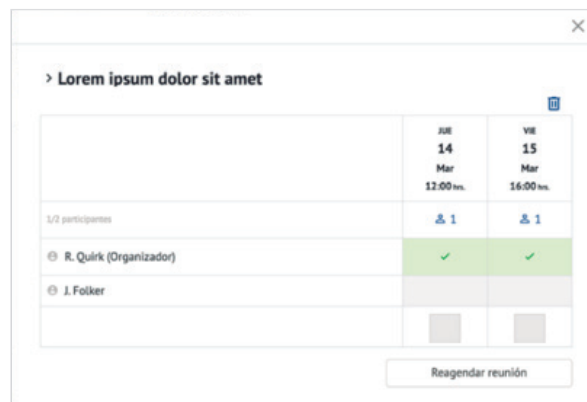 > Lorem ipsum dolor sit amet
JUE VIE
14 15
Mar Mar
12:00 hrs. 16:00 hrs.
1/2 participantes 1 1
R. Quirk (Organizador)
J. Folker
Reagendar reunión